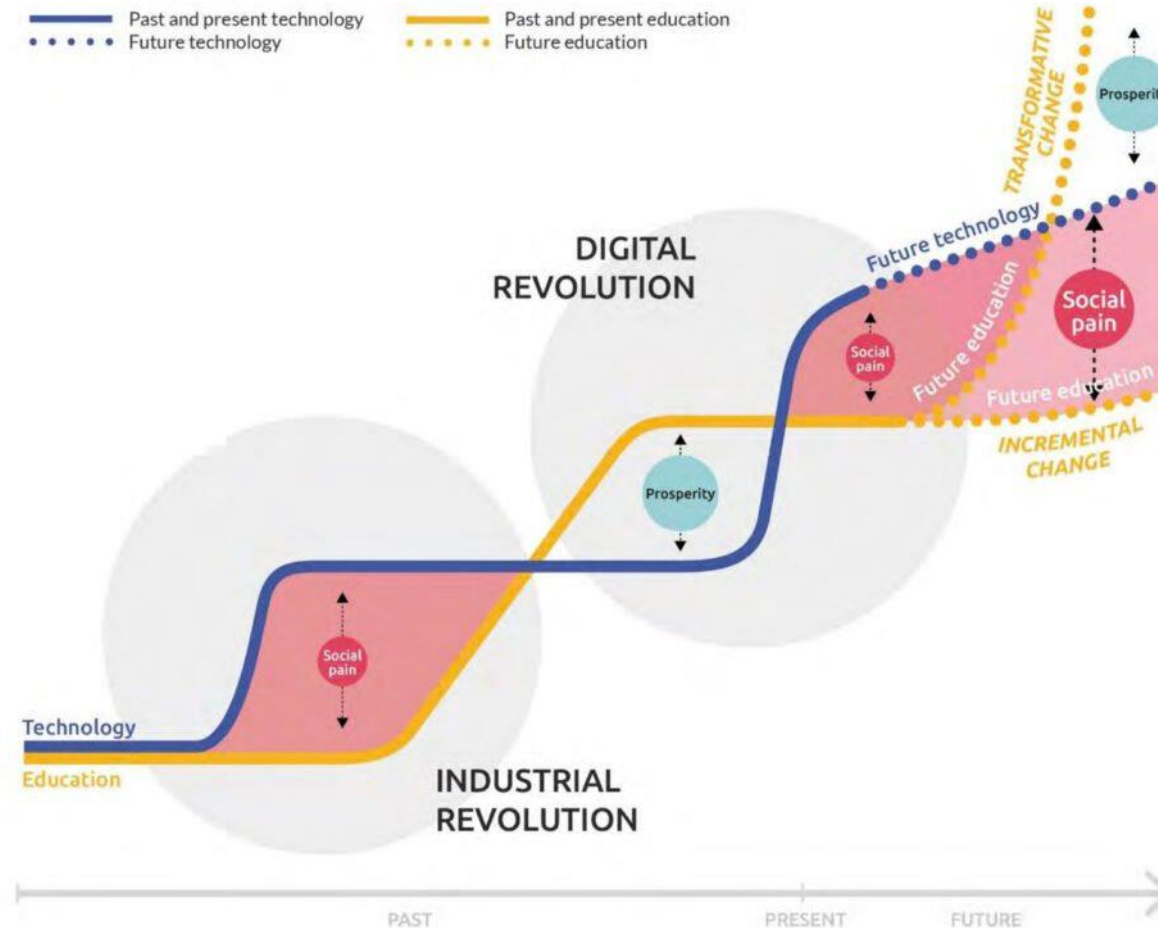 Past and present technology
Future technology
Past and present education
Future education
TRANSFORMATIVE
CHANGE
Prosperit
Future technology
DIGITAL
REVOLUTION
Social
pain
Future education
Social
pain
Future education
INCREMENTAL
CHANGE
Prosperity
Social
pain
Technology
Education
INDUSTRIAL
REVOLUTION
PAST
PRESENT
FUTURE